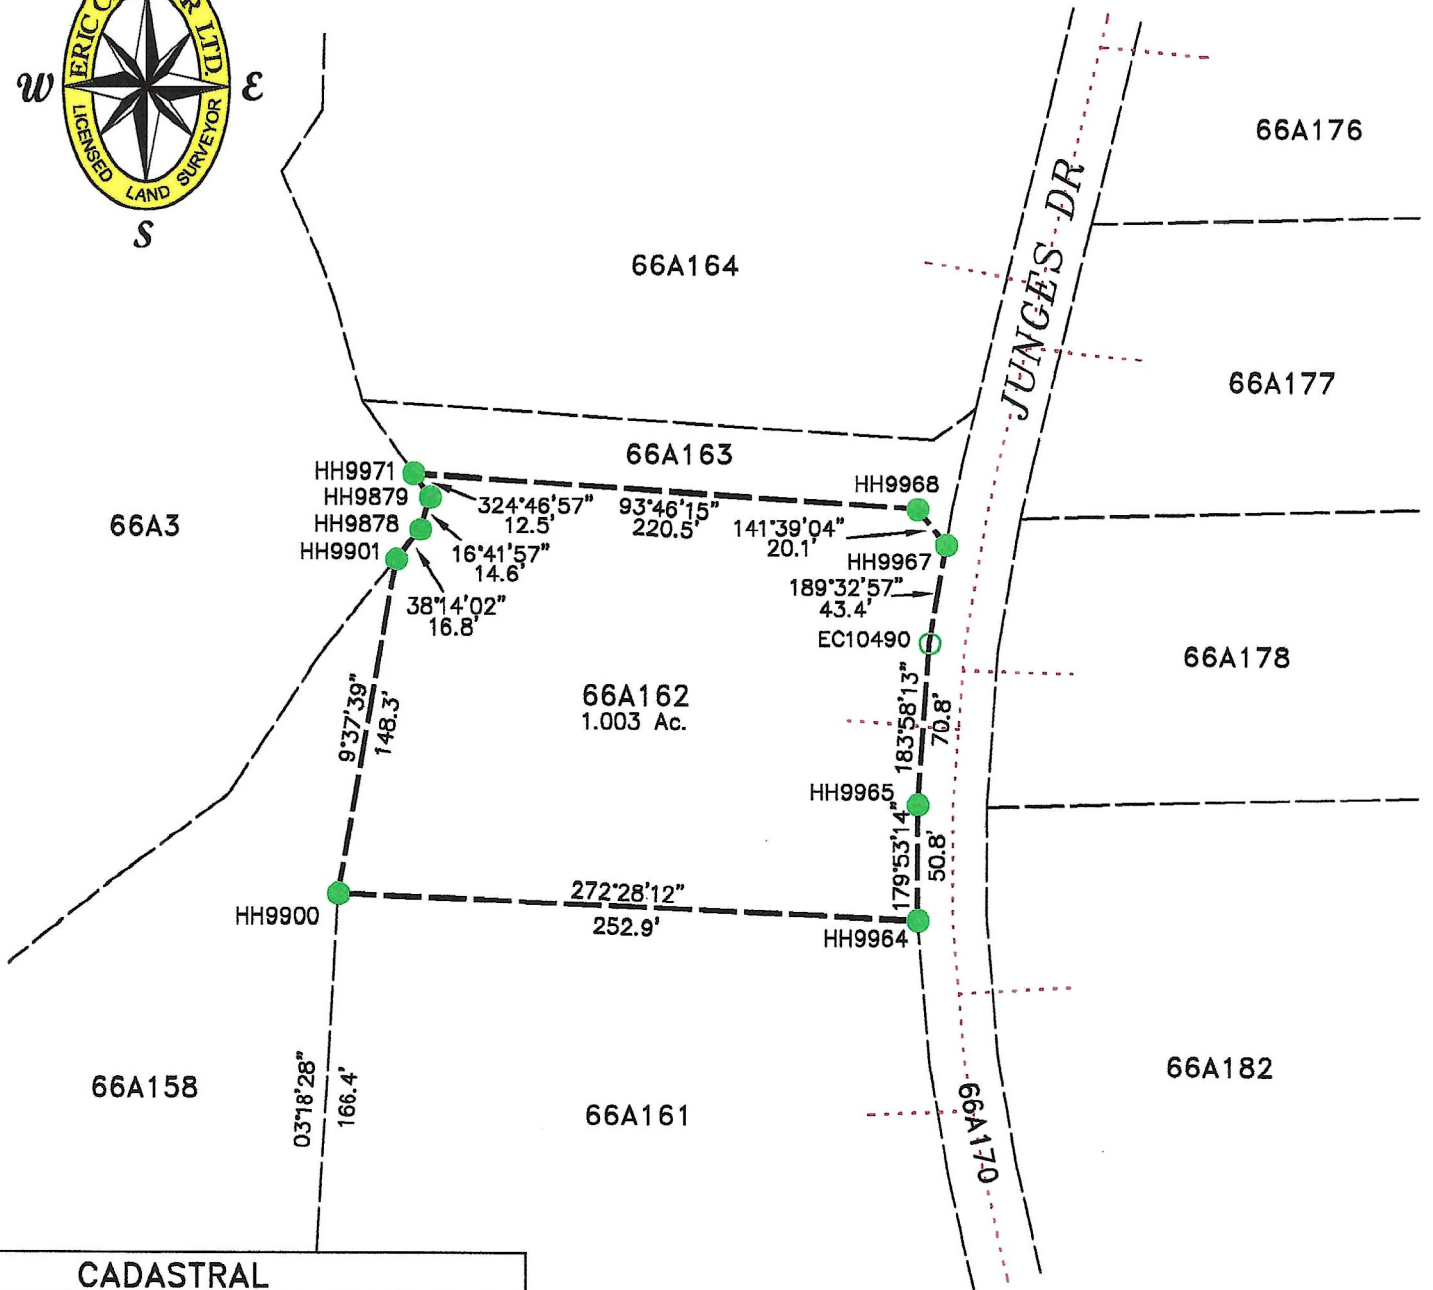 ERIC C
R LTD.
LICENSED LAND SURVEYOR
W
E
S
66A176
JUNGES DR
66A164
66A177
66A163
HH9971
HH9879
HH9878
HH9901
324°46'57"
12.5'
16°41'57"
14.6'
38°14'02"
16.8'
93°46'15"
220.5'
HH9968
141°39'04"
20.1'
HH9967
189°32'57"
43.4'
EC10490
66A3
66A178
66A162
1.003 Ac.
9°37'39"
148.3'
183°58'13"
70.8'
HH9965
179°53'14"
50.8'
272°28'12"
252.9'
HH9900
HH9964
66A158
03°18'28"
166.4'
66A161
66A182
66A170
CADASTRAL